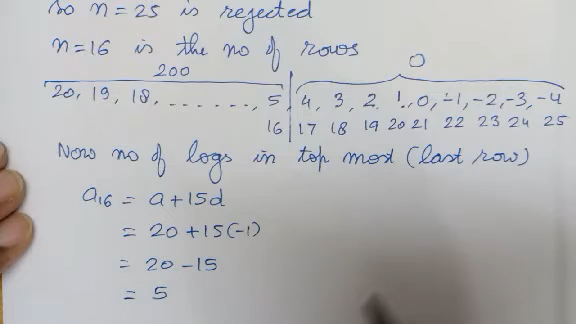 so n=25 is rejected
n=16 is the no of rows
200 0
20, 19, 18, ......., 5, 4, 3, 2, 1, 0, -1, -2, -3, -4
16 17 18 19 20 21 22 23 24 25
Now no of logs in top most (last row)
a₁₆ = a+15d
= 20+15(-1)
= 20-15
= 5